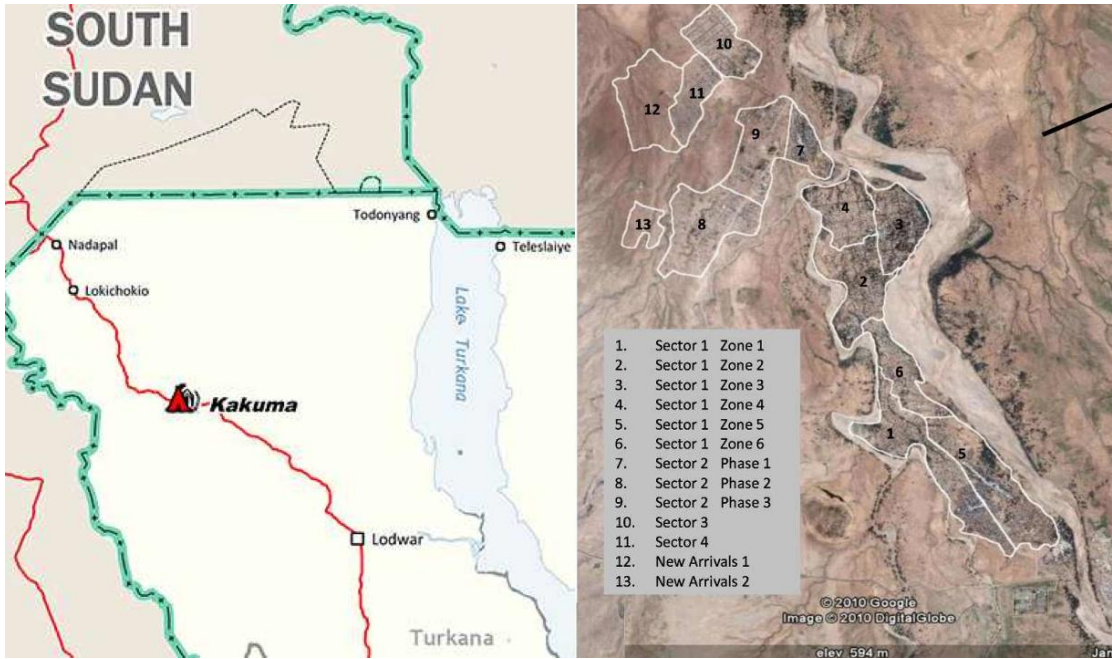 SOUTH
SUDAN
Todonyang
Teleslaiye
Nadapal
Lokichokio
Lake Turkana
Kakuma
Lodwar
Turkana
10
11
12
9
7
4
3
13
8
2
6
1
5
1. Sector 1 Zone 1
2. Sector 1 Zone 2
3. Sector 1 Zone 3
4. Sector 1 Zone 4
5. Sector 1 Zone 5
6. Sector 1 Zone 6
7. Sector 2 Phase 1
8. Sector 2 Phase 2
9. Sector 2 Phase 3
10. Sector 3
11. Sector 4
12. New Arrivals 1
13. New Arrivals 2
© 2010 Google
Image © 2010 DigitalGlobe
elev 594 m
Jan